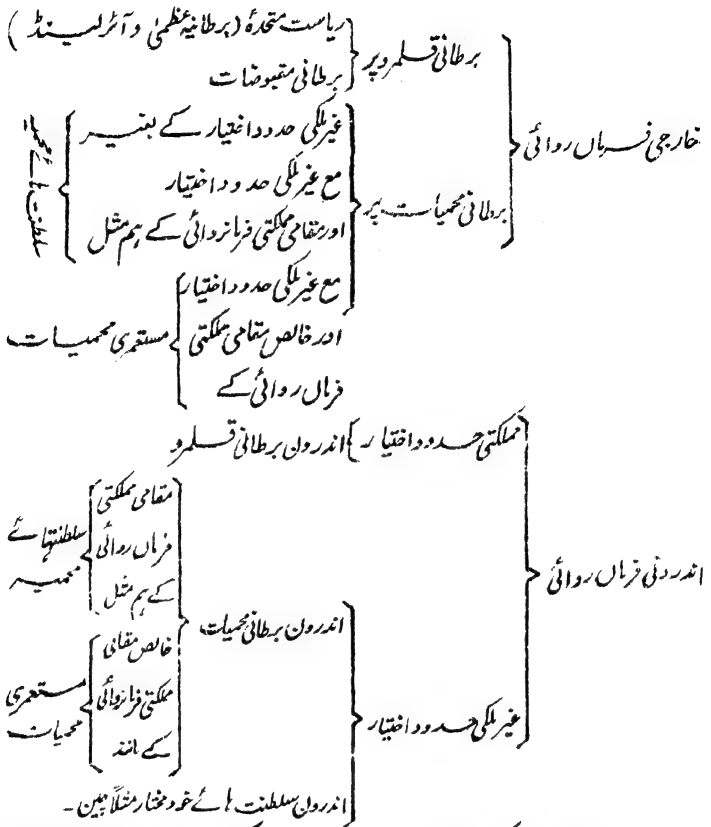 ریاست متحدہ (برطانیہ عظمیٰ و آئرلینڈ)
برطانی قلمرو پر
برطانی مقبوضات
خارجی فرماں روائی
غیر ملکی حدود اختیار کے بغیر
مع غیر ملکی حدود اختیار
برطانی محمیات پر
اور مقامی مملکتی فرمانروائی کے ہم مثل
سلطنت ہائے محمیہ
مع غیر ملکی حدود اختیار
اور خالص مقامی مملکتی
مستعمری محمیات
فرماں روائی کے
مملکتی حدود اختیار
اندرون برطانی قلمرو
مقامی مملکتی
فرماں روائی
کے ہم مثل
سلطنتہائے
محمیہ
اندرونی فرماں روائی
اندرون برطانی محمیات
خالص مقامی
مملکتی فرمانروائی
کے مانند
مستعمری
محمیات
غیر ملکی حدود اختیار
اندرون سلطنت ہائے خود مختار مثلاً چین۔